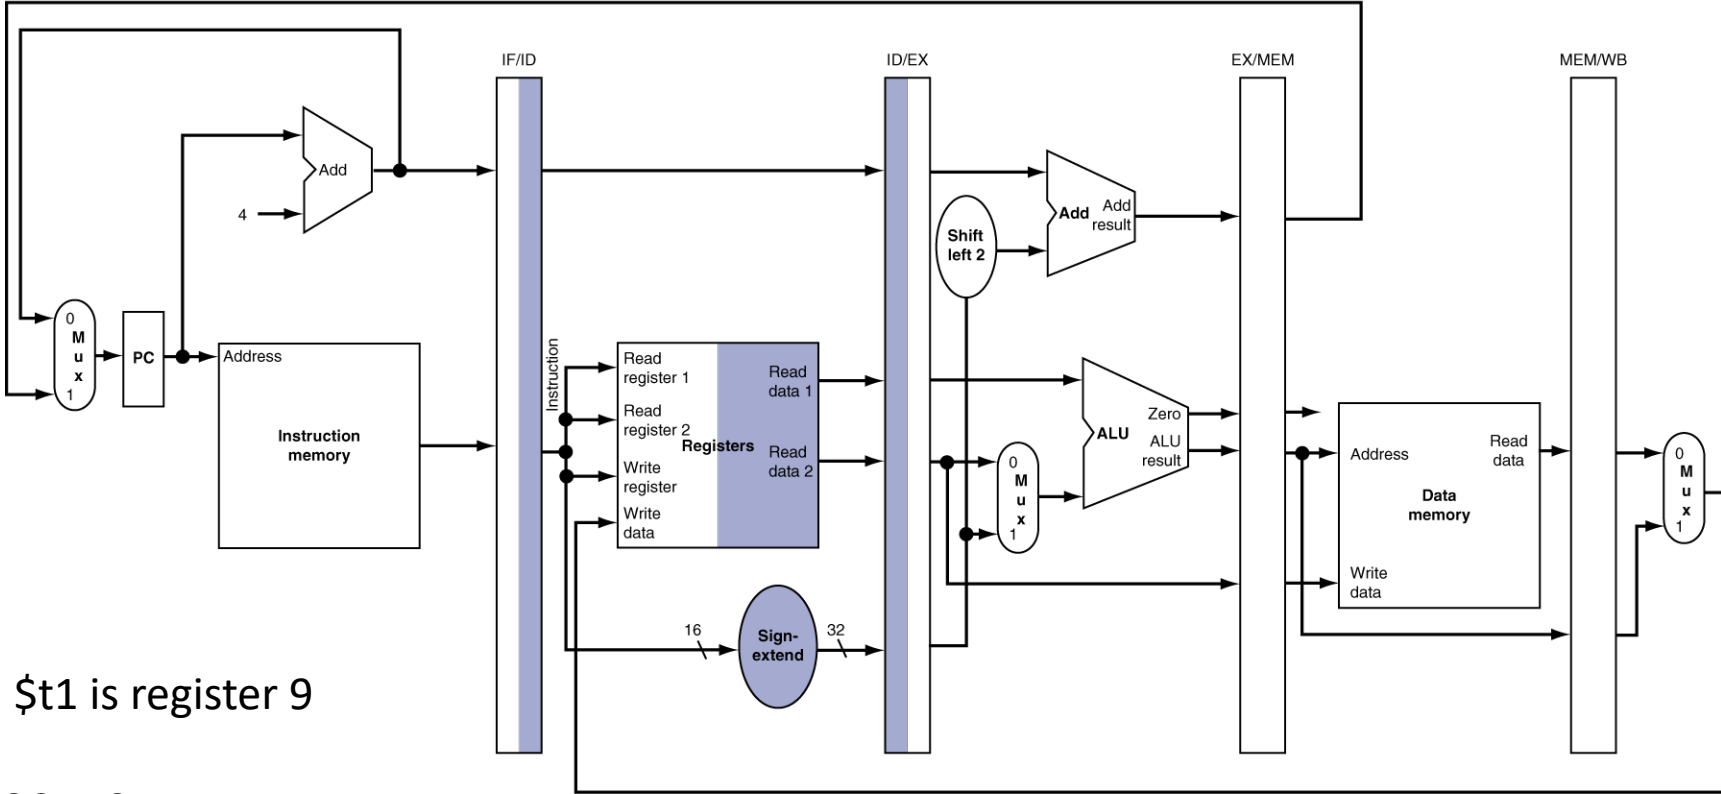 IF/ID
ID/EX
EX/MEM
MEM/WB
Add
4
Add
Add
result
Shift
left 2
0
M
u
x
1
PC
Address
Instruction
memory
Instruction
Read
register 1
Read
register 2
Registers
Write
register
Write
data
Read
data 1
Read
data 2
0
M
u
x
1
Zero
ALU
ALU
result
Address
Read
data
Data
memory
Write
data
0
M
u
x
1
16
Sign-
extend
32
$t1 is register 9